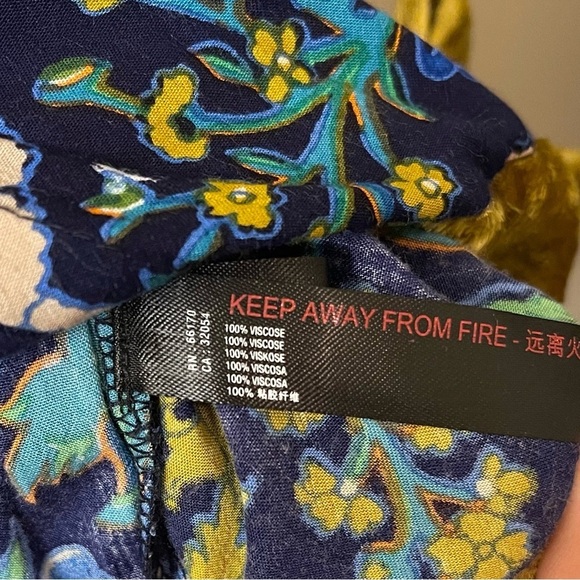 KEEP AWAY FROM FIRE - 远离火
RN : 66170
CA : 32054
100% VISCOSE
100% VISCOSE
100% VISKOSE
100% VISCOSA
100% VISCOSA
100% 粘胶纤维